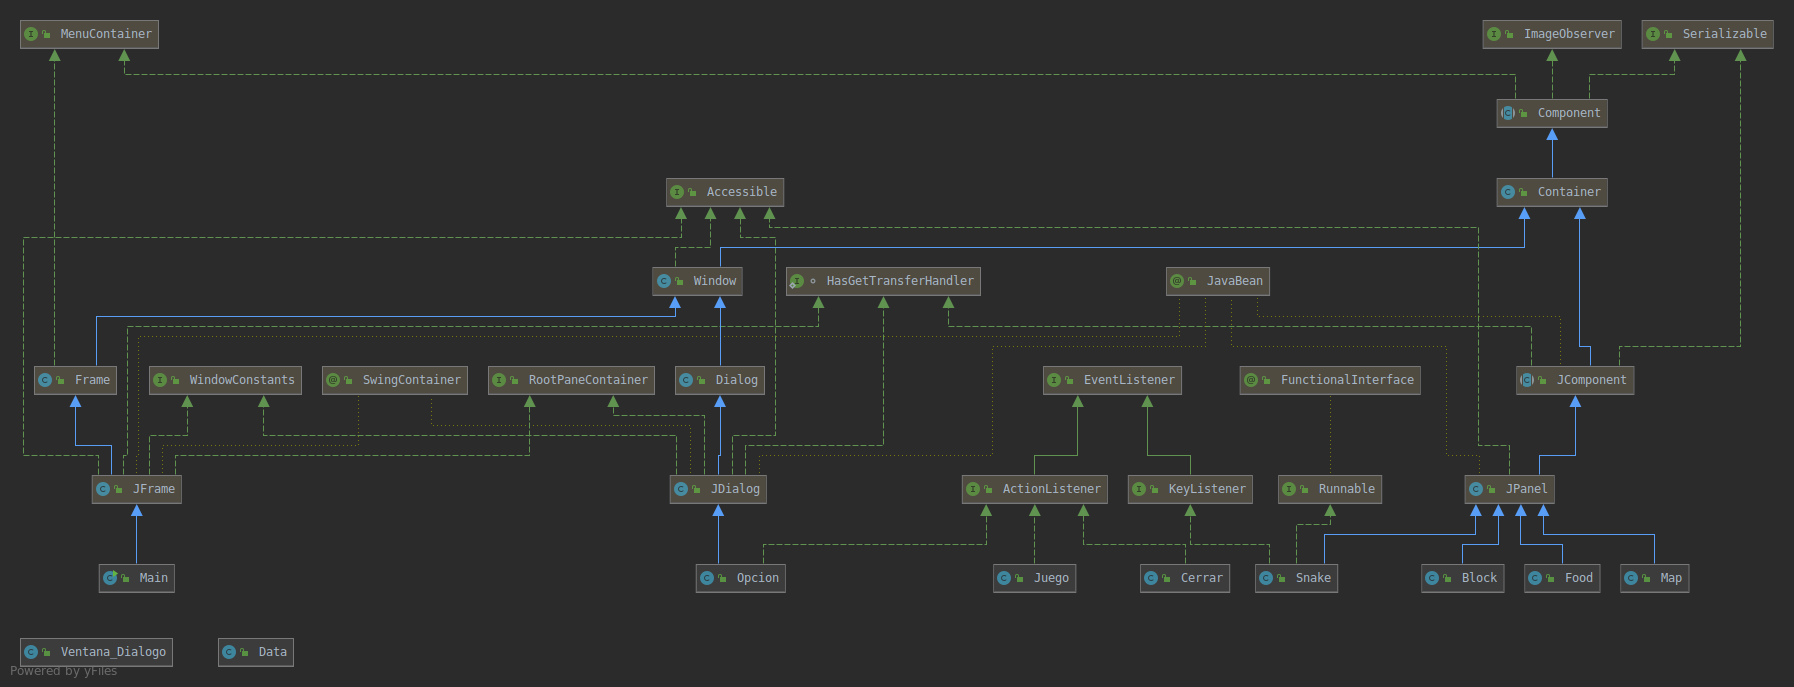 MenuContainer
ImageObserver
Serializable
Component
Accessible
Container
Window
HasGetTransferHandler
JavaBean
Frame
WindowConstants
SwingContainer
RootPaneContainer
Dialog
EventListener
FunctionalInterface
JComponent
JFrame
JDialog
ActionListener
KeyListener
Runnable
JPanel
Main
Opcion
Juego
Cerrar
Snake
Block
Food
Map
Ventana_Dialogo
Data
Powered by yFiles